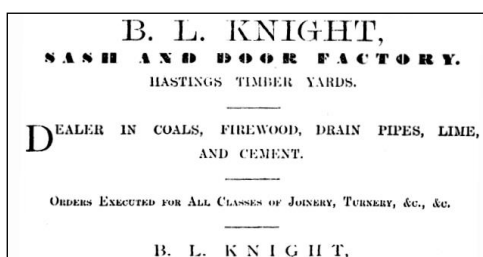 B. L. KNIGHT,
SASH AND DOOR FACTORY.
HASTINGS TIMBER YARDS.
DEALER IN COALS, FIREWOOD, DRAIN PIPES, LIME,
AND CEMENT.
ORDERS EXECUTED FOR ALL CLASSES OF JOINERY, TURNERY, &c., &c.
B. L. KNIGHT,